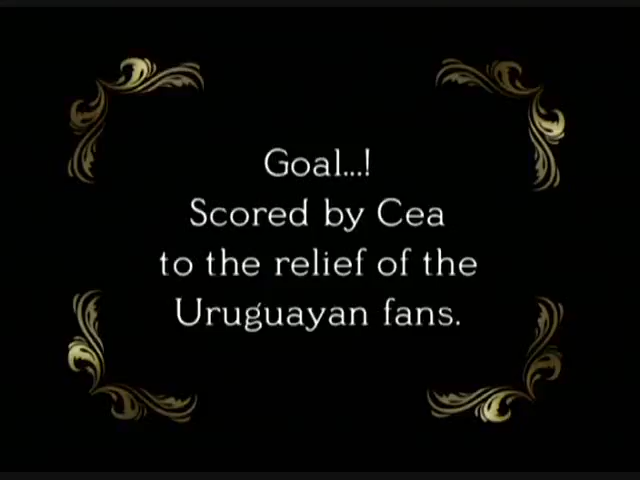 Goal...!
Scored by Cea
to the relief of the
Uruguayan fans.